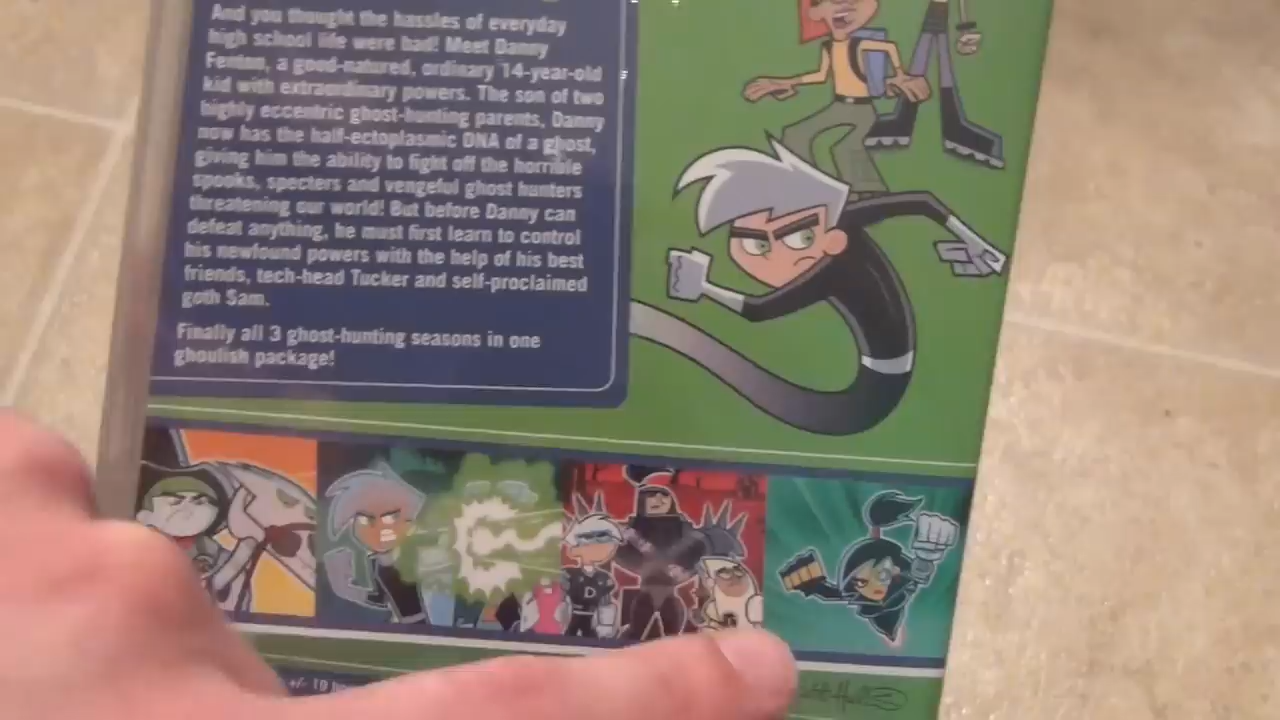 And you thought the hassles of everyday
high school life were bad! Meet Danny
Fenton, a good-natured, ordinary 14-year-old
kid with extraordinary powers. The son of two
highly eccentric ghost-hunting parents, Danny
now has the half-ectoplasmic DNA of a ghost,
giving him the ability to fight off the horrible
spooks, specters and vengeful ghost hunters
threatening our world! But before Danny can
defeat anything, he must first learn to control
his newfound powers with the help of his best
friends, tech-head Tucker and self-proclaimed
goth Sam.
Finally all 3 ghost-hunting seasons in one
ghoulish package!
D
+/- 10